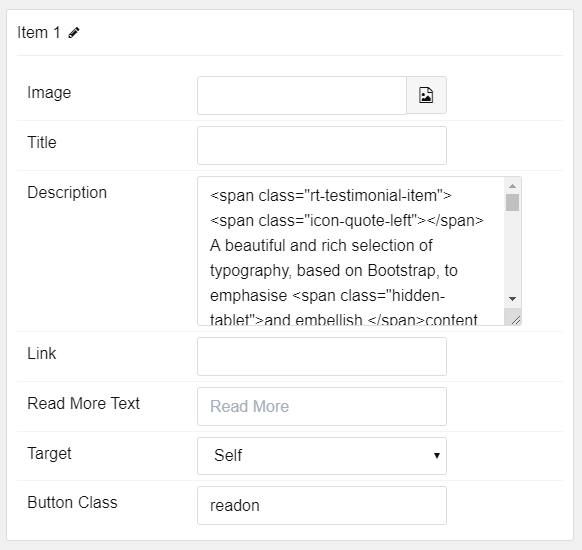 Item 1
Image
Title
Description
<span class="rt-testimonial-item">
<span class="icon-quote-left"></span>
A beautiful and rich selection of
typography, based on Bootstrap, to
emphasise <span class="hidden-
tablet">and embellish </span>content
Link
Read More Text
Read More
Target
Self
Button Class
readon